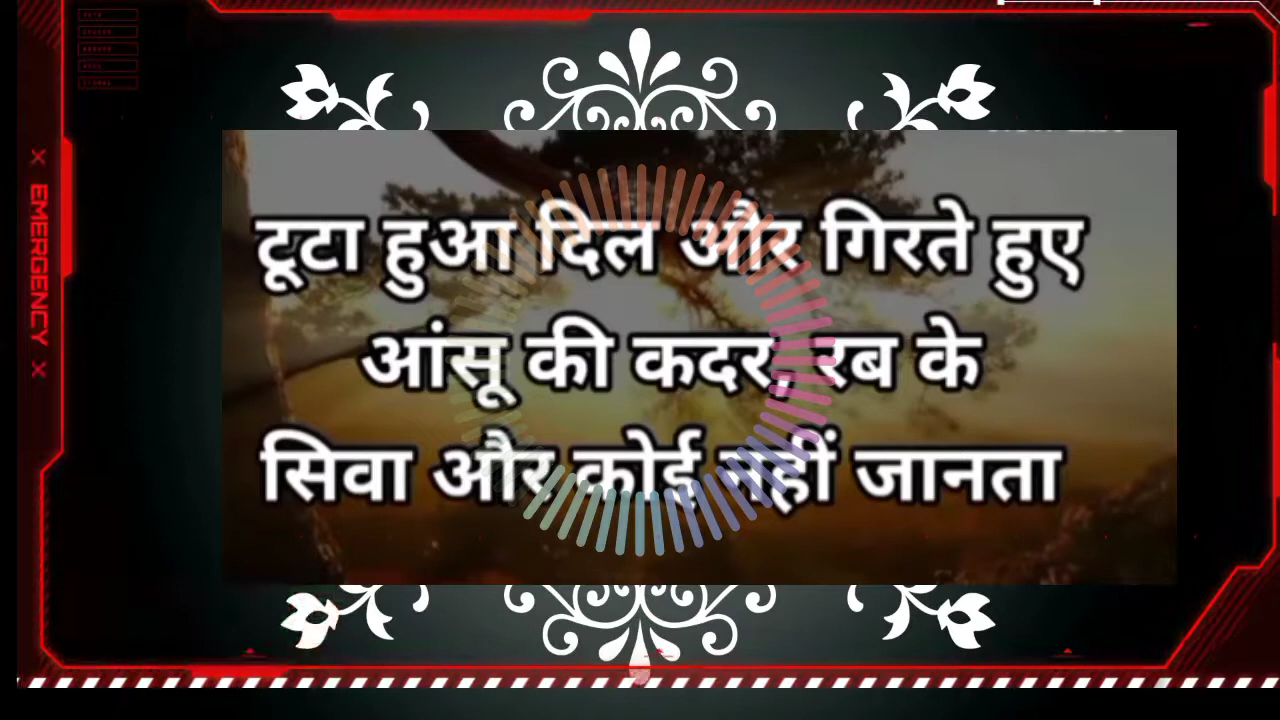 EMERGENCY
टूटा हुआ दिल और गिरते हुए
आंसू की कदर, रब के
सिवा और कोई नहीं जानता